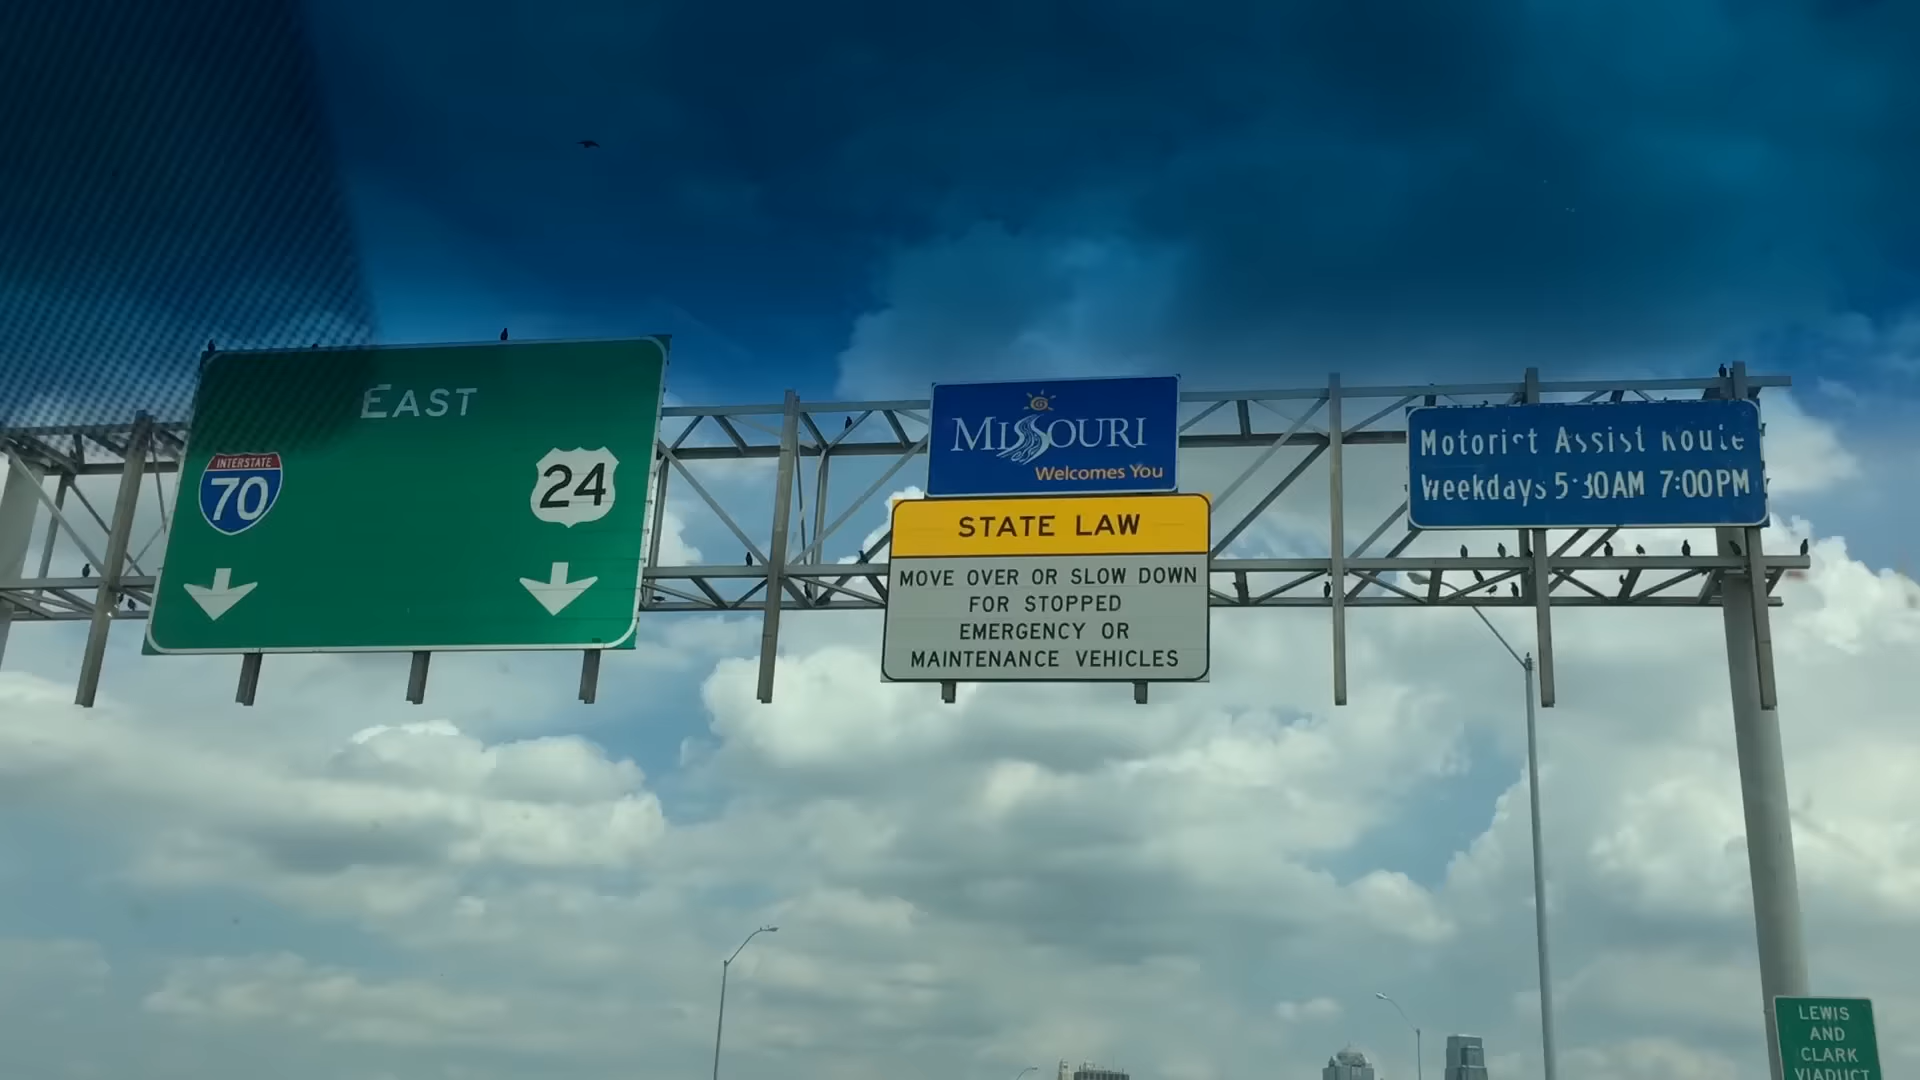 EAST
INTERSTATE
70
24
MISSOURI
Welcomes You
STATE LAW
MOVE OVER OR SLOW DOWN
FOR STOPPED
EMERGENCY OR
MAINTENANCE VEHICLES
Motorist Assist Route
Weekdays 5:30AM 7:00PM
LEWIS
AND
CLARK
VIADUCT